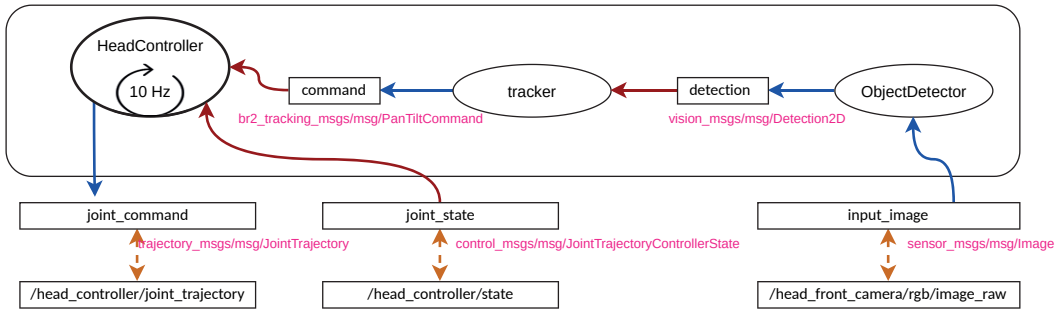 HeadController
10 Hz
command
tracker
detection
ObjectDetector
br2_tracking_msgs/msg/PanTiltCommand
vision_msgs/msg/Detection2D
joint_command
joint_state
input_image
trajectory_msgs/msg/JointTrajectory
control_msgs/msg/JointTrajectoryControllerState
sensor_msgs/msg/Image
/head_controller/joint_trajectory
/head_controller/state
/head_front_camera/rgb/image_raw